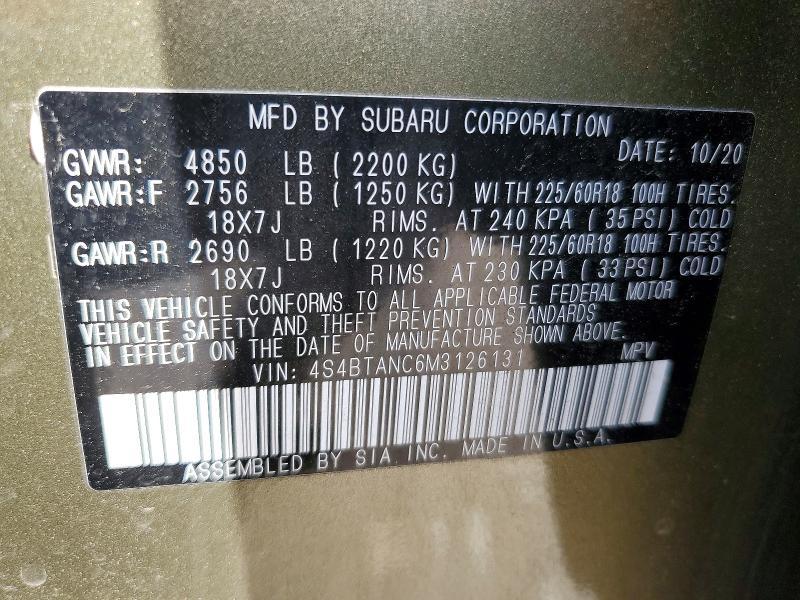 MFD BY SUBARU CORPORATION
DATE: 10/20
GVWR: 4850 LB ( 2200 KG)
GAWR:F 2756 LB ( 1250 KG) WITH 225/60R18 100H TIRES.
18X7J RIMS. AT 240 KPA ( 35 PSI) COLD
GAWR:R 2690 LB ( 1220 KG) WITH 225/60R18 100H TIRES.
18X7J RIMS. AT 230 KPA ( 33 PSI) COLD
THIS VEHICLE CONFORMS TO ALL APPLICABLE FEDERAL MOTOR
VEHICLE SAFETY AND THEFT PREVENTION STANDARDS
IN EFFECT ON THE DATE OF MANUFACTURE SHOWN ABOVE.
VIN: 4S4BTANC6M3126131 MPV
ASSEMBLED BY SIA. INC. MADE IN U.S.A.